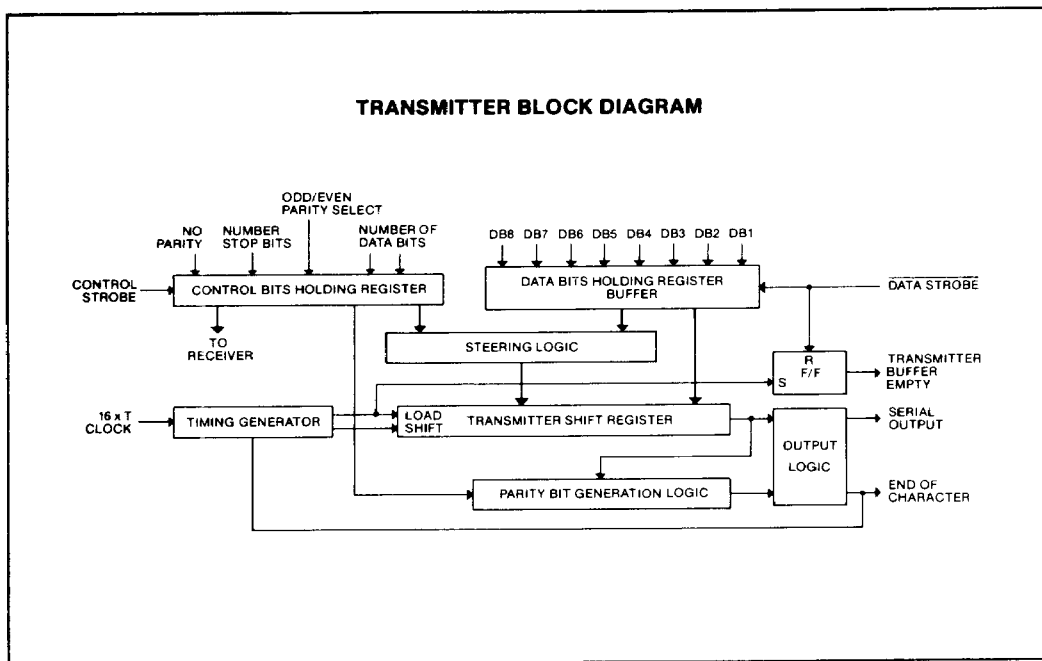 TRANSMITTER BLOCK DIAGRAM
ODD/EVEN
PARITY SELECT
NO
PARITY
NUMBER
STOP BITS
NUMBER OF
DATA BITS
DB8 DB7 DB6 DB5 DB4 DB3 DB2 DB1
CONTROL
STROBE
CONTROL BITS HOLDING REGISTER
DATA BITS HOLDING REGISTER
BUFFER
DATA STROBE
TO
RECEIVER
STEERING LOGIC
R
F/F
S
TRANSMITTER
BUFFER
EMPTY
16 x T
CLOCK
TIMING GENERATOR
LOAD
SHIFT
TRANSMITTER SHIFT REGISTER
SERIAL
OUTPUT
OUTPUT
LOGIC
PARITY BIT GENERATION LOGIC
END OF
CHARACTER